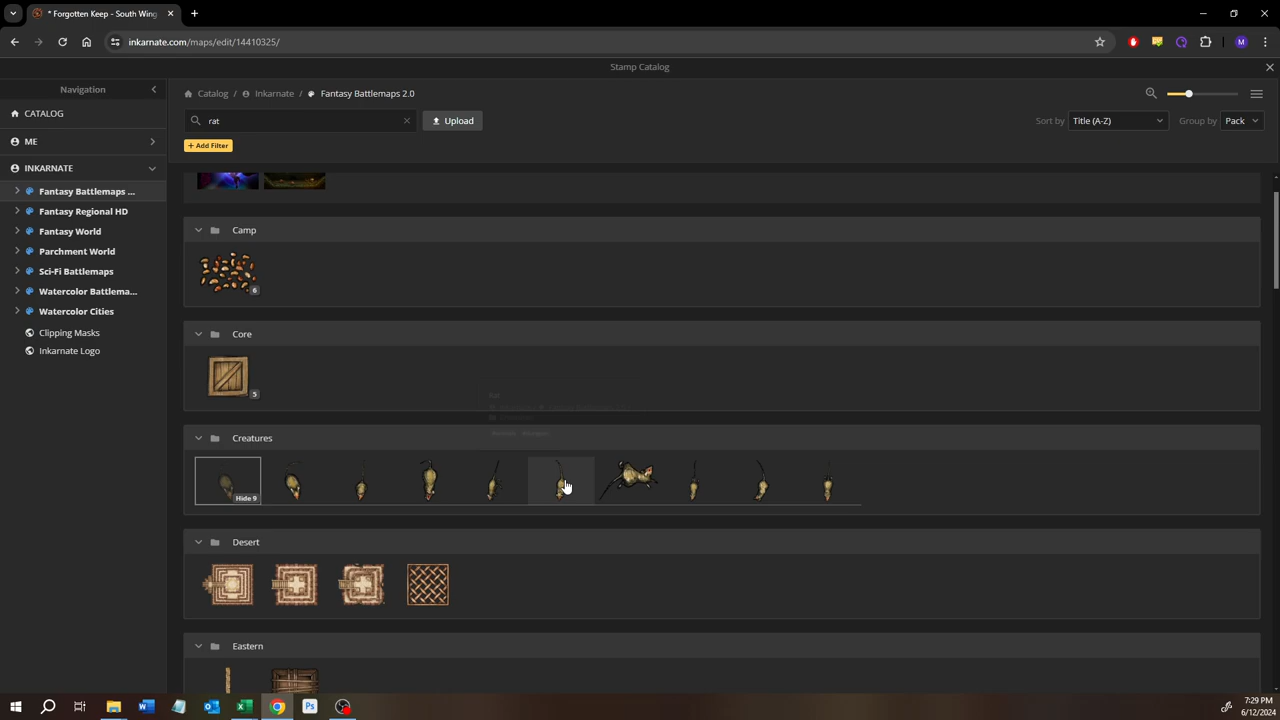 * Forgotten Keep - South Wing
inkarnate.com/maps/edit/14410325/
M
Stamp Catalog
Navigation
Catalog / Inkarnate / Fantasy Battlemaps 2.0
CATALOG
rat
Upload
Sort by Title (A-Z)
Group by Pack
ME
+ Add Filter
INKARNATE
Fantasy Battlemaps ...
Fantasy Regional HD
Fantasy World
Parchment World
Sci-Fi Battlemaps
Watercolor Battlema...
Watercolor Cities
Clipping Masks
Inkarnate Logo
Camp
6
Core
5
Creatures
Hide 9
Desert
Eastern
7:29 PM
6/12/2024